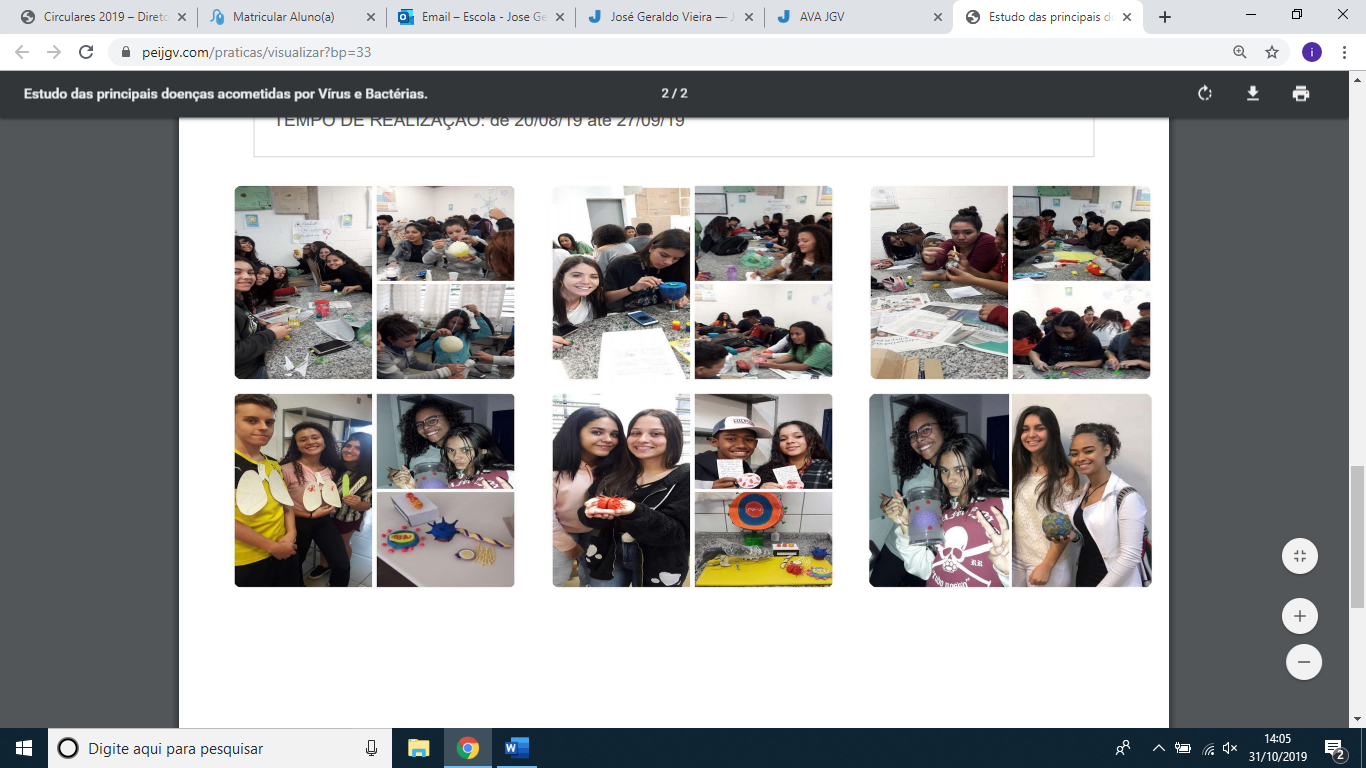 Circulares 2019 – Direto
Matricular Aluno(a)
Email – Escola - Jose Ge
José Geraldo Vieira — J
AVA JGV
Estudo das principais do
peijgv.com/praticas/visualizar?bp=33
i
Estudo das principais doenças acometidas por Vírus e Bactérias.
2 / 2
TEMPO DE REALIZAÇÃO: de 20/08/19 até 27/09/19
Digite aqui para pesquisar
14:05
31/10/2019
2